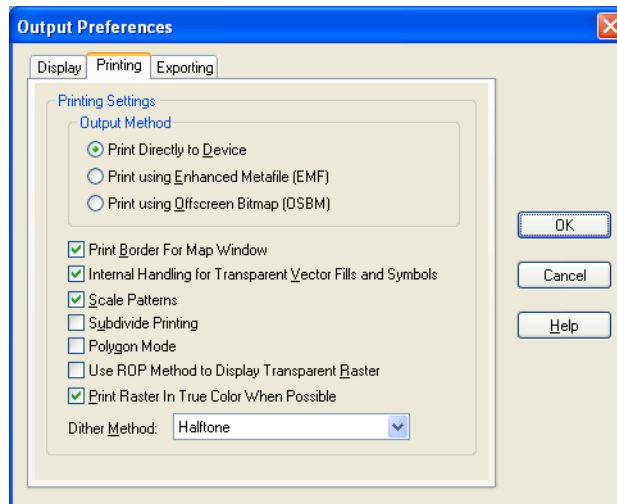 Output Preferences
Display Printing Exporting
Printing Settings
Output Method
Print Directly to Device
Print using Enhanced Metafile (EMF)
Print using Offscreen Bitmap (OSBM)
Print Border For Map Window
Internal Handling for Transparent Vector Fills and Symbols
Scale Patterns
Subdivide Printing
Polygon Mode
Use ROP Method to Display Transparent Raster
Print Raster In True Color When Possible
Dither Method: Halftone
OK
Cancel
Help